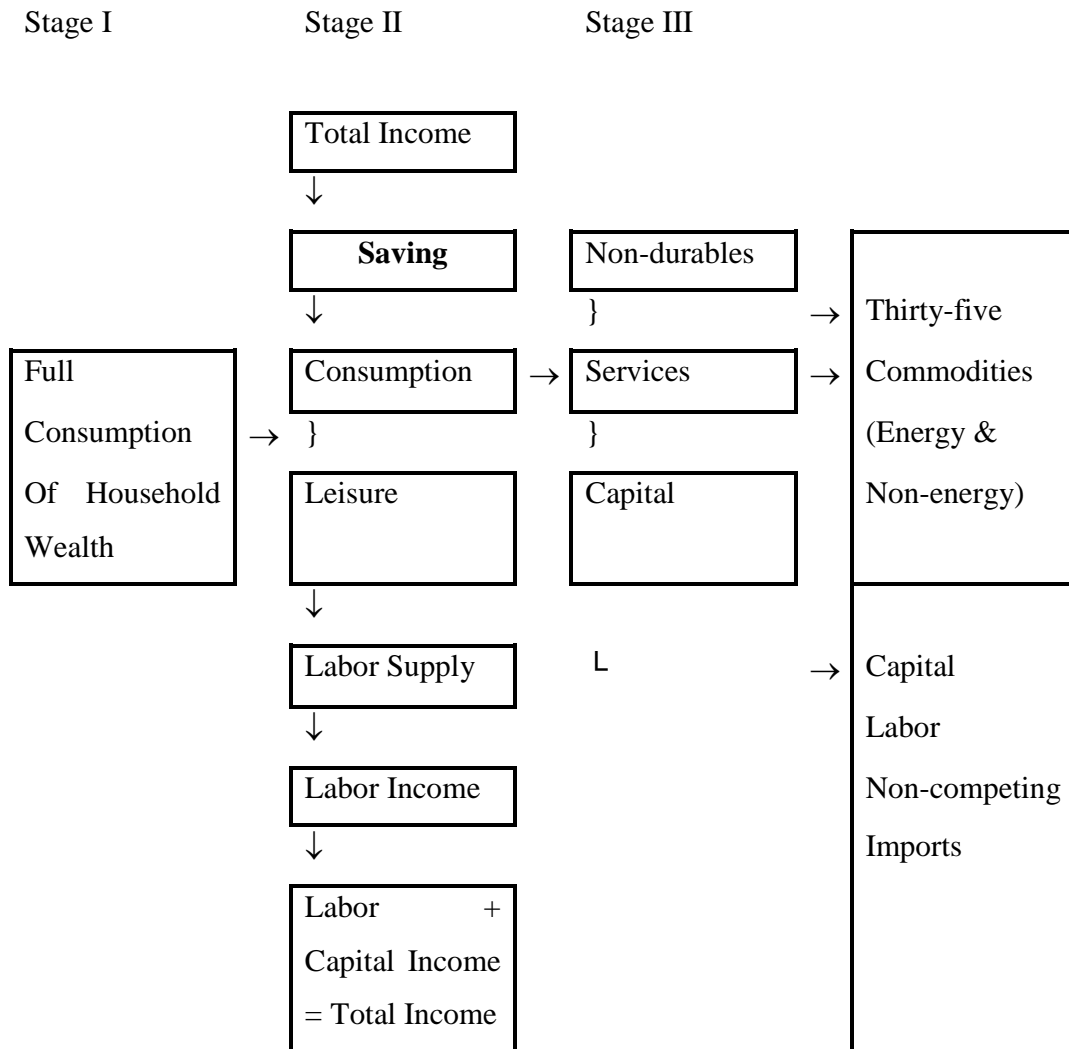 Stage I Stage II Stage III
Total Income
↓
Saving Non-durables
↓ } → Thirty-five
Full Consumption → Services → Commodities
Consumption → } } (Energy &
Of Household Leisure Capital Non-energy)
Wealth
↓
Labor Supply └ → Capital
↓ Labor
Labor Income Non-competing
↓ Imports
Labor +
Capital Income
= Total Income